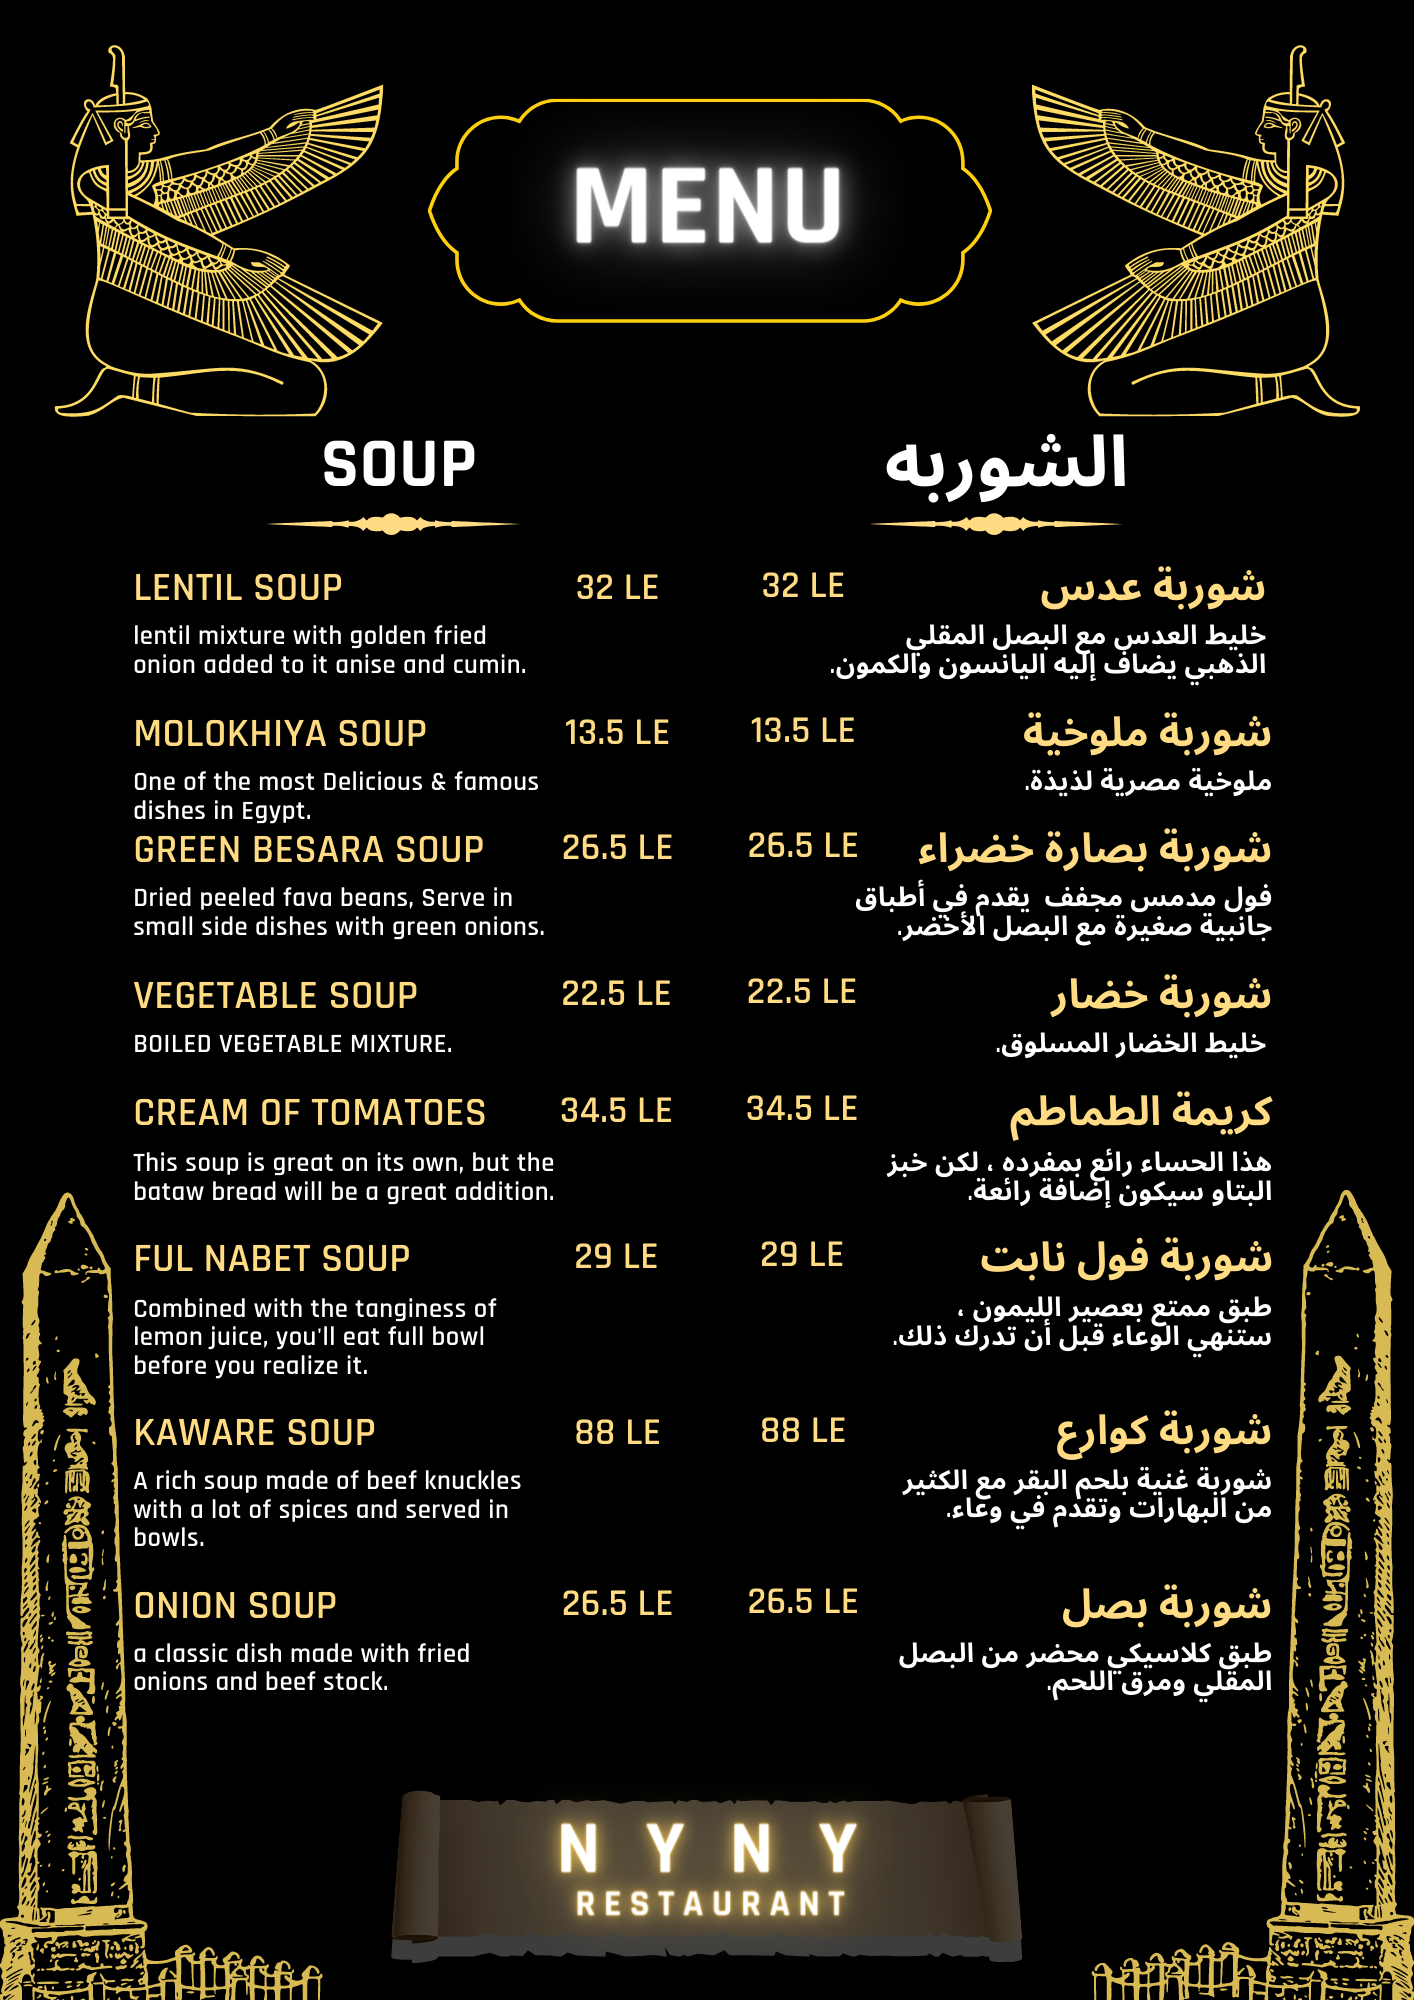 MENU
SOUP
الشوربه
LENTIL SOUP 32 LE
lentil mixture with golden fried
onion added to it anise and cumin.
32 LE شوربة عدس
خليط العدس مع البصل المقلي
الذهبي يضاف إليه اليانسون والكمون.
MOLOKHIYA SOUP 13.5 LE
One of the most Delicious & famous
dishes in Egypt.
13.5 LE شوربة ملوخية
ملوخية مصرية لذيذة.
GREEN BESARA SOUP 26.5 LE
Dried peeled fava beans, Serve in
small side dishes with green onions.
26.5 LE شوربة بصارة خضراء
فول مدمس مجفف يقدم في أطباق
جانبية صغيرة مع البصل الأخضر.
VEGETABLE SOUP 22.5 LE
BOILED VEGETABLE MIXTURE.
22.5 LE شوربة خضار
خليط الخضار المسلوق.
CREAM OF TOMATOES 34.5 LE
This soup is great on its own, but the
bataw bread will be a great addition.
34.5 LE كريمة الطماطم
هذا الحساء رائع بمفرده ، لكن خبز
البتاو سيكون إضافة رائعة.
FUL NABET SOUP 29 LE
Combined with the tanginess of
lemon juice, you'll eat full bowl
before you realize it.
29 LE شوربة فول نابت
طبق ممتع بعصير الليمون ،
ستنهي الوعاء قبل أن تدرك ذلك.
KAWARE SOUP 88 LE
A rich soup made of beef knuckles
with a lot of spices and served in
bowls.
88 LE شوربة كوارع
شوربة غنية بلحم البقر مع الكثير
من البهارات وتقدم في وعاء.
ONION SOUP 26.5 LE
a classic dish made with fried
onions and beef stock.
26.5 LE شوربة بصل
طبق كلاسيكي محضر من البصل
المقلي ومرق اللحم.
NYNY
RESTAURANT